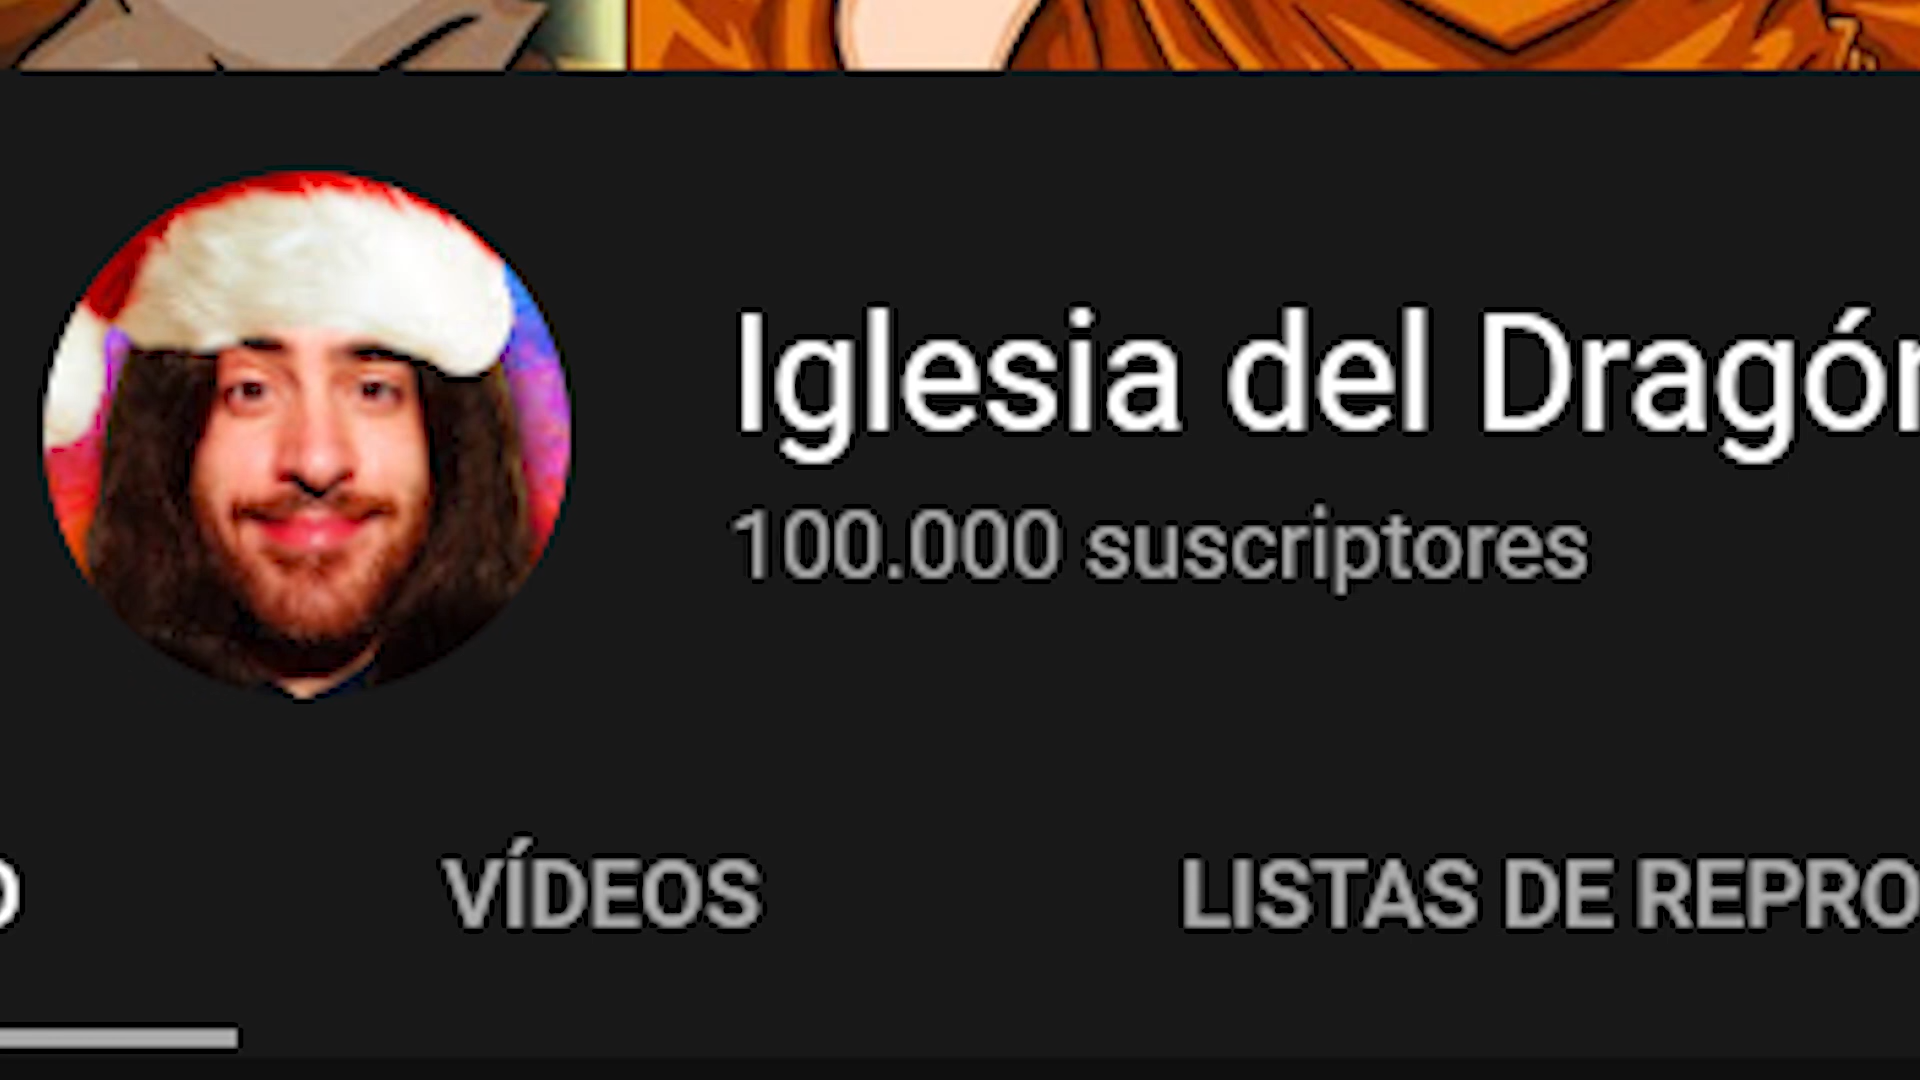 Iglesia del Dragón
100.000 suscriptores
VÍDEOS
LISTAS DE REPRO